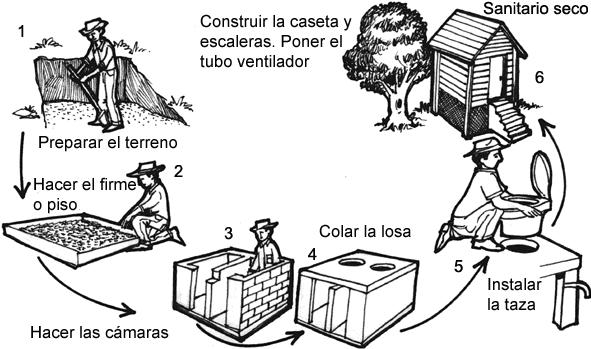 1
Preparar el terreno
2
Hacer el firme
o piso
3
Hacer las cámaras
4
Colar la losa
5
Instalar
la taza
Construir la caseta y
escaleras. Poner el
tubo ventilador
6
Sanitario seco